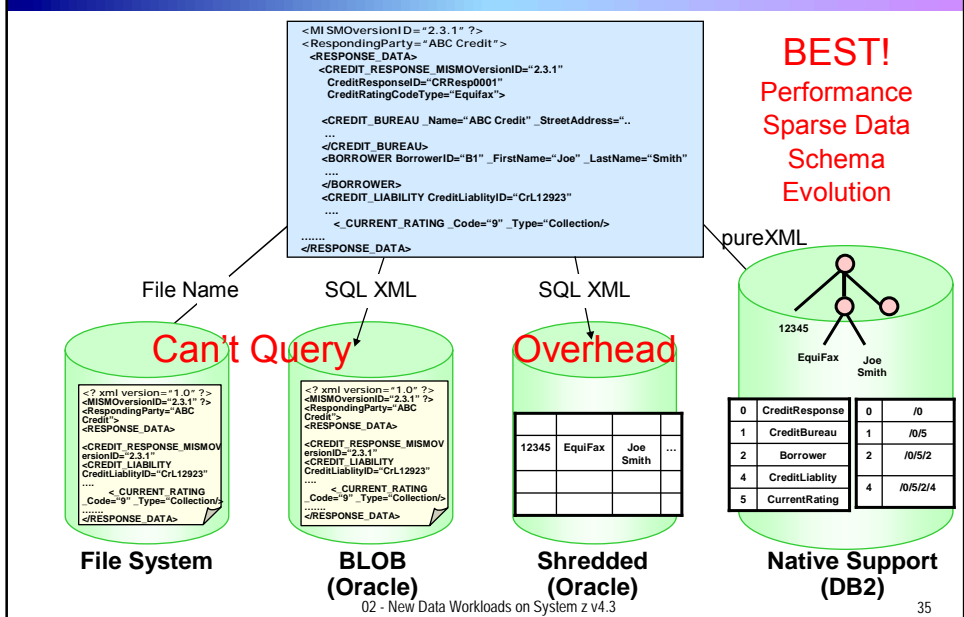 <MISMOVersionID="2.3.1" ?>
<RespondingParty="ABC Credit">
<RESPONSE_DATA>
<CREDIT_RESPONSE_MISMOVersionID="2.3.1"
CreditResponseID="CRResp0001"
CreditRatingCodeType="Equifax">
<CREDIT_BUREAU _Name="ABC Credit" _StreetAddress="..
...
</CREDIT_BUREAU>
<BORROWER BorrowerID="B1" _FirstName="Joe" _LastName="Smith"
....
</BORROWER>
<CREDIT_LIABILITY CreditLiablityID="CrL12923"
....
<_CURRENT_RATING _Code="9" _Type="Collection/>
.......
</RESPONSE_DATA>
BEST!
Performance
Sparse Data
Schema
Evolution
File Name
SQL XML
SQL XML
pureXML
Can't Query
Overhead
<? xml version="1.0" ?>
<MISMOVersionID="2.3.1" ?>
<RespondingParty="ABC
Credit">
<RESPONSE_DATA>
<CREDIT_RESPONSE_MISMOV
ersionID="2.3.1"
<CREDIT_LIABILITY
CreditLiablityID="CrL12923"
....
<_CURRENT_RATING
_Code="9" _Type="Collection/>
.......
</RESPONSE_DATA>
File System
<? xml version="1.0" ?>
<MISMOVersionID="2.3.1" ?>
<RespondingParty="ABC
Credit">
<RESPONSE_DATA>
<CREDIT_RESPONSE_MISMOV
ersionID="2.3.1"
<CREDIT_LIABILITY
CreditLiablityID="CrL12923"
....
<_CURRENT_RATING
_Code="9" _Type="Collection/>
.......
</RESPONSE_DATA>
BLOB
(Oracle)
12345 EquiFax Joe Smith ...
Shredded
(Oracle)
12345
EquiFax
Joe
Smith
0 CreditResponse
1 CreditBureau
2 Borrower
4 CreditLiablity
5 CurrentRating
0 /0
1 /0/5
2 /0/5/2
4 /0/5/2/4
Native Support
(DB2)
02 - New Data Workloads on System z v4.3
35